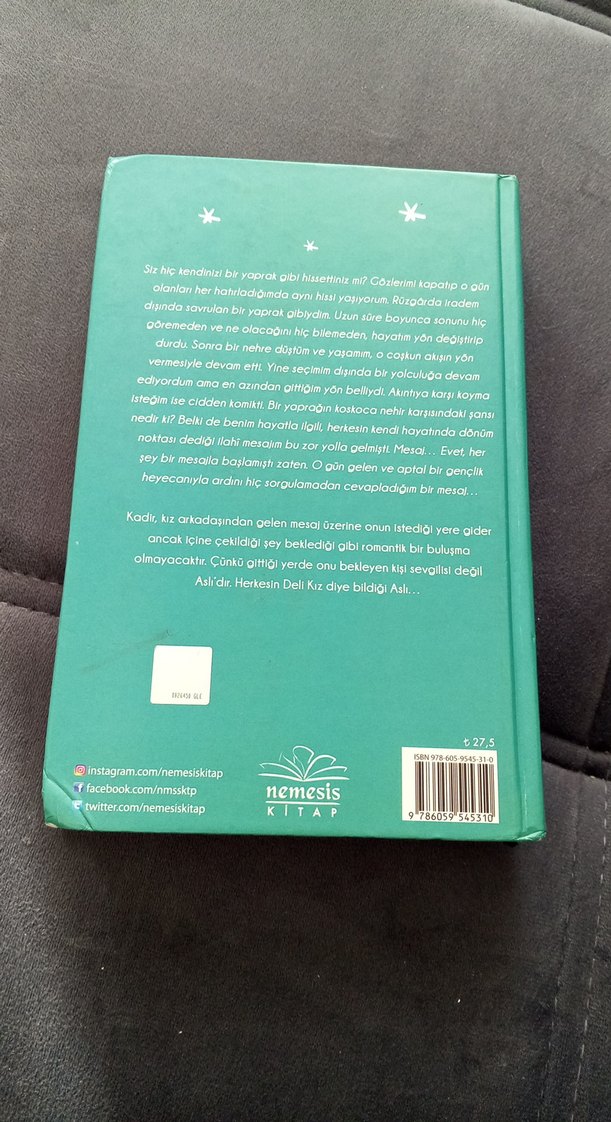 Siz hiç kendinizi bir yaprak gibi hissettiniz mi? Gözlerimi kapatıp o gün
olanları her hatırladığımda aynı hissi yaşıyorum. Rüzgârda iradem
dışında savrulan bir yaprak gibiydim. Uzun süre boyunca sonunu hiç
göremeden ve ne olacağını hiç bilemeden, hayatım yön değiştirip
durdu. Sonra bir nehre düştüm ve yaşamım, o coşkun akışın yön
vermesiyle devam etti. Yine seçimim dışında bir yolculuğa devam
ediyordum ama en azından gittiğim yön belliydi. Akıntıya karşı koyma
isteğim ise cidden komikti. Bir yaprağın koskoca nehir karşısındaki şansı
nedir ki? Belki de benim hayatla ilgili, herkesin kendi hayatında dönüm
noktası dediği ilahî mesajım bu zor yolla gelmişti. Mesaj... Evet, her
şey bir mesajla başlamıştı zaten. O gün gelen ve aptal bir gençlik
heyecanıyla ardını hiç sorgulamadan cevapladığım bir mesaj...
Kadir, kız arkadaşından gelen mesaj üzerine onun istediği yere gider
ancak içine çekildiği şey beklediği gibi romantik bir buluşma
olmayacaktır. Çünkü gittiği yerde onu bekleyen kişi sevgilisi değil
Aslı'dır. Herkesin Deli Kız diye bildiği Aslı...
₺ 27,5
ISBN 978-605-9545-31-0
9 786059 545310
instagram.com/nemesiskitap
facebook.com/nmssktp
twitter.com/nemesiskitap
nemesis
KİTAP